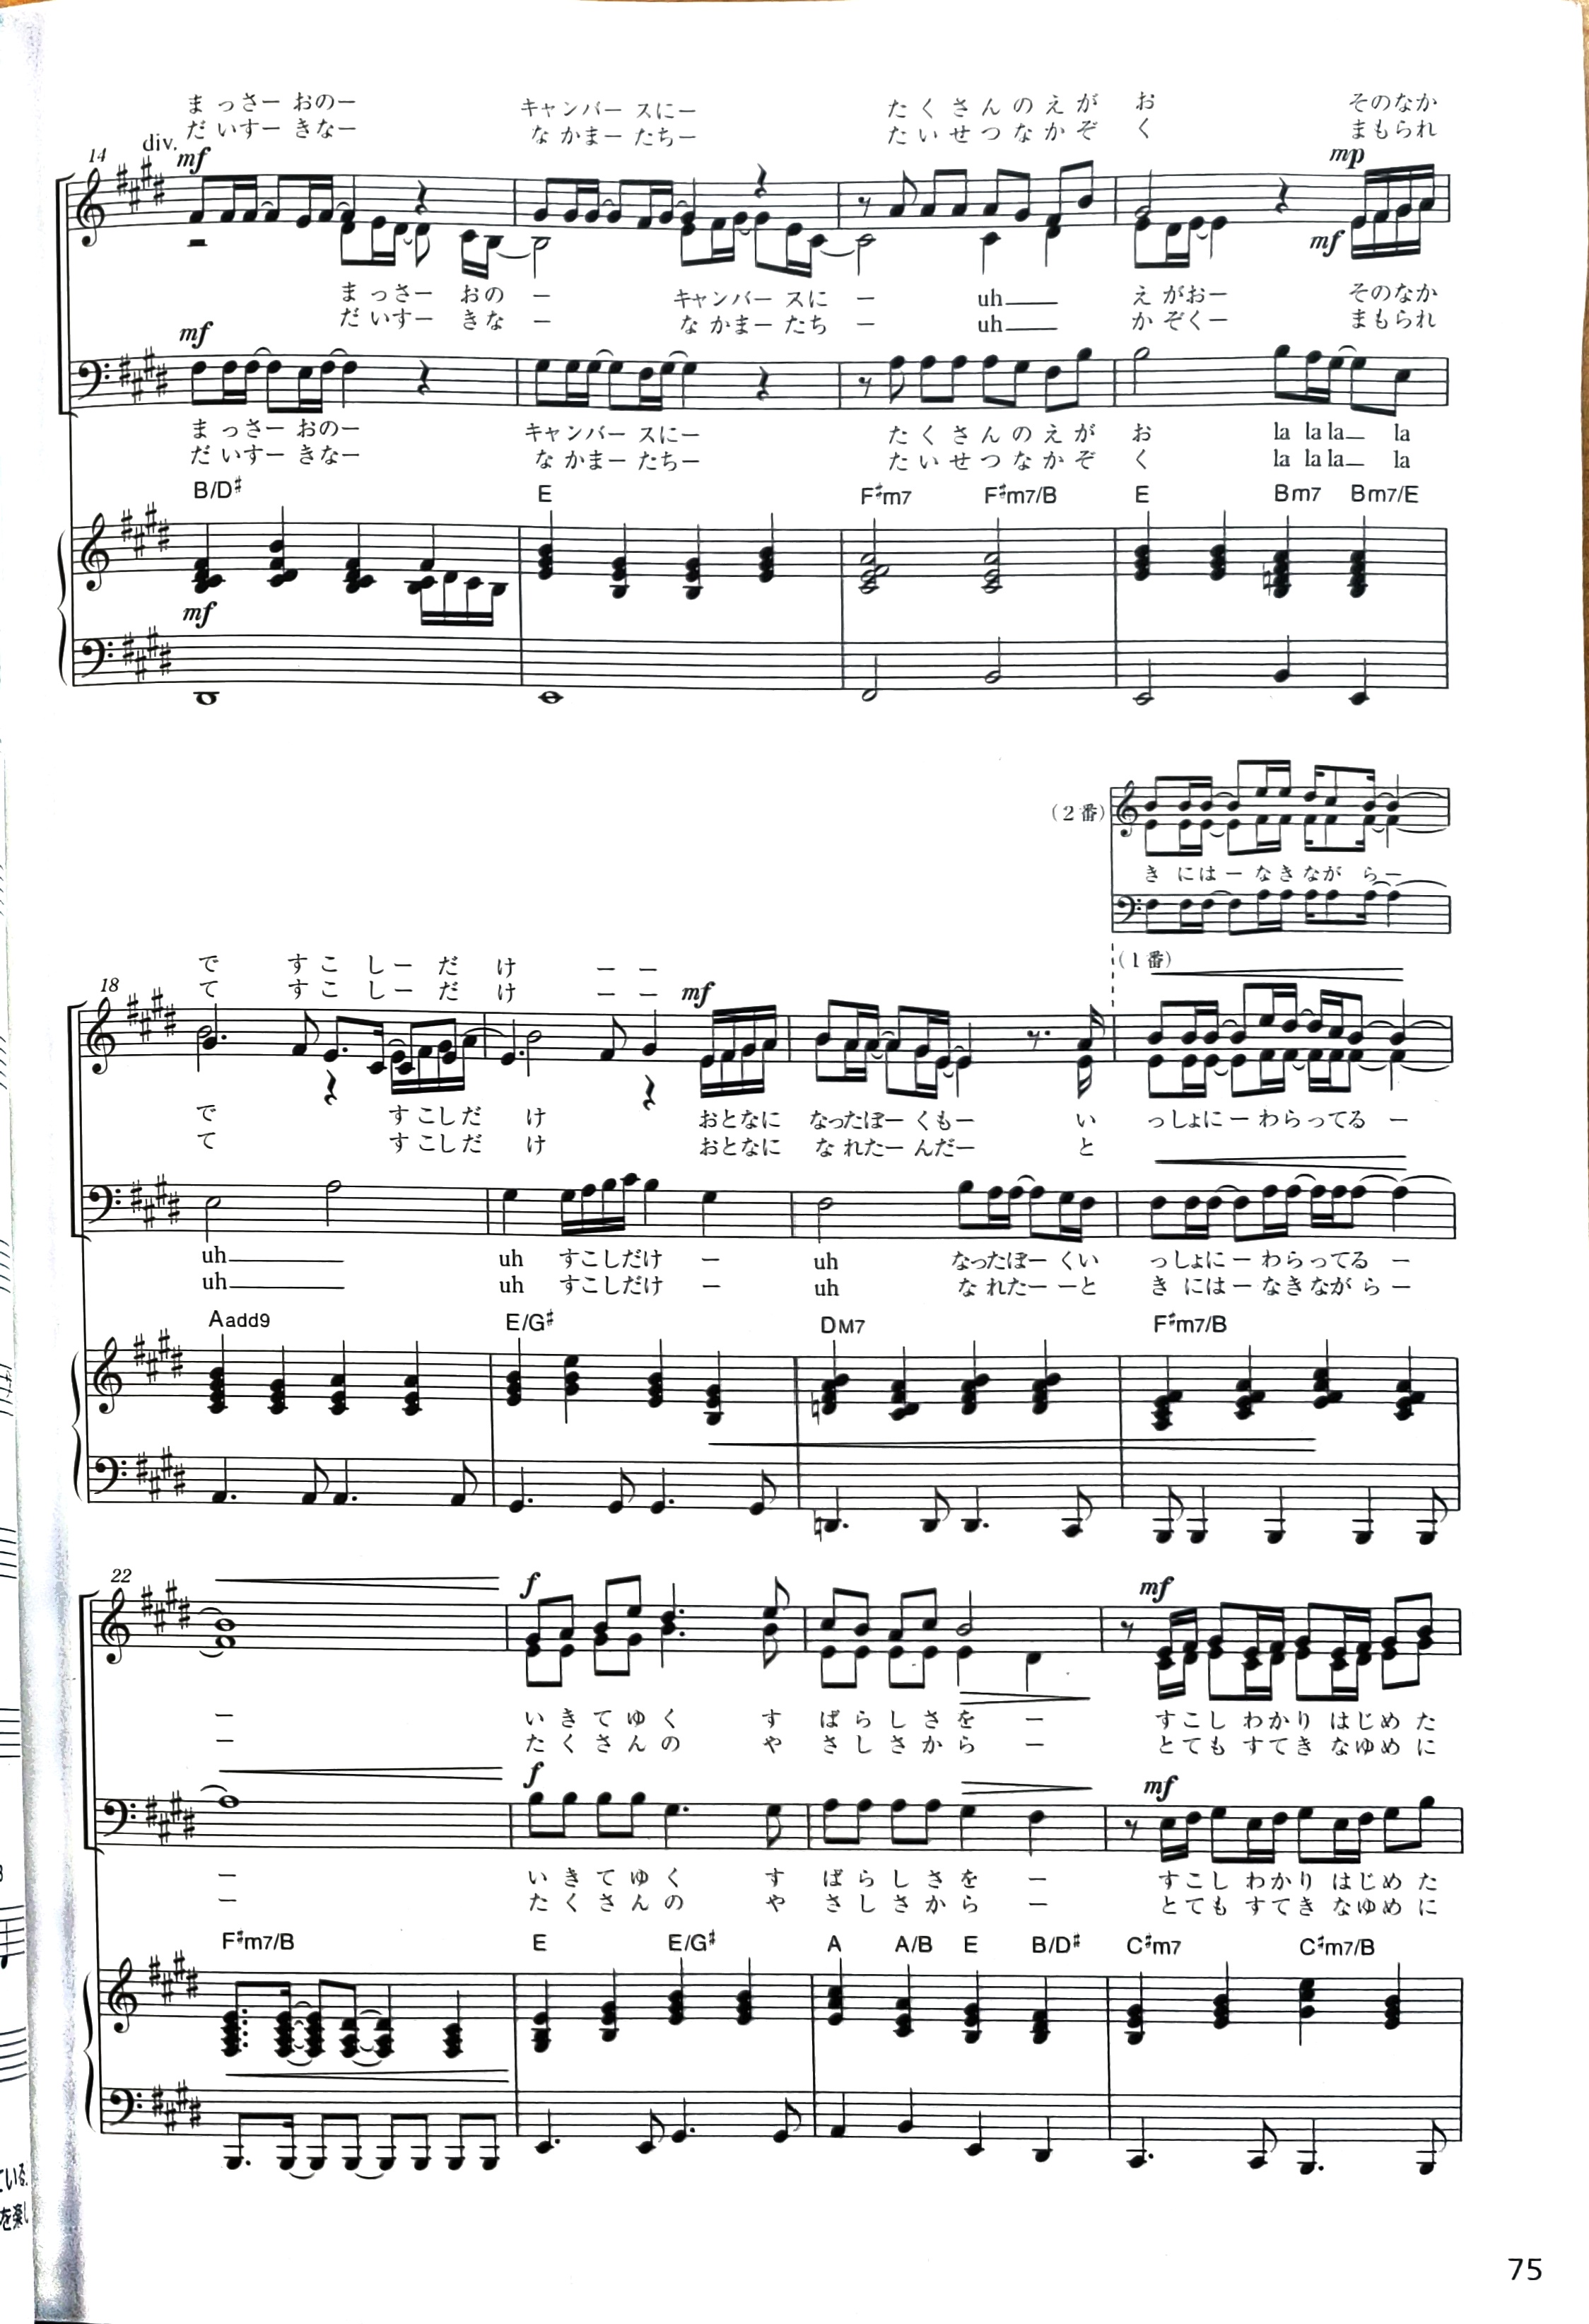 まっさー おのー キャンバー スにー たくさんのえが お そのなか
だいすー きなー なかまー たちー たいせつなかぞ く まもられ
div.
14
mf
mp
mf
まっさー おの ー キャンバー スに ー uh えがおー そのなか
だいすー きな ー なかまー たち ー uh かぞくー まもられ
mf
まっさー おのー キャンバー スにー たくさんのえが お la la la la
だいすー きなー なかまー たちー たいせつなかぞ く la la la la
B/D♯ E F♯m7 F♯m7/B E Bm7 Bm7/E
mf
(2番)
き には ー なき なが らー
(1番)
で すこ しー だ け ー ー
て すこ しー だ け ー ー
18
mf
で すこしだ け おとなに なったぼー くもー い っしょに ー わらってる ー
て すこしだ け おとなに なれたー んだー と
uh uh すこしだけ ー uh なったぼー くい っしょに ー わらってる ー
uh uh すこしだけ ー uh なれたー ーと きには ー なきながら ー
Aadd9 E/G♯ DM7 F♯m7/B
22
f
mf
ー いきてゆく す ばらしさを ー すこし わかり はじめた
ー たくさんの や さしさから ー とても すてき なゆめに
f
mf
ー いきてゆく す ばらしさを ー すこし わかり はじめた
ー たくさんの や さしさから ー とても すてき なゆめに
F♯m7/B E E/G♯ A A/B E B/D♯ C♯m7 C♯m7/B
ている.
を楽し
75